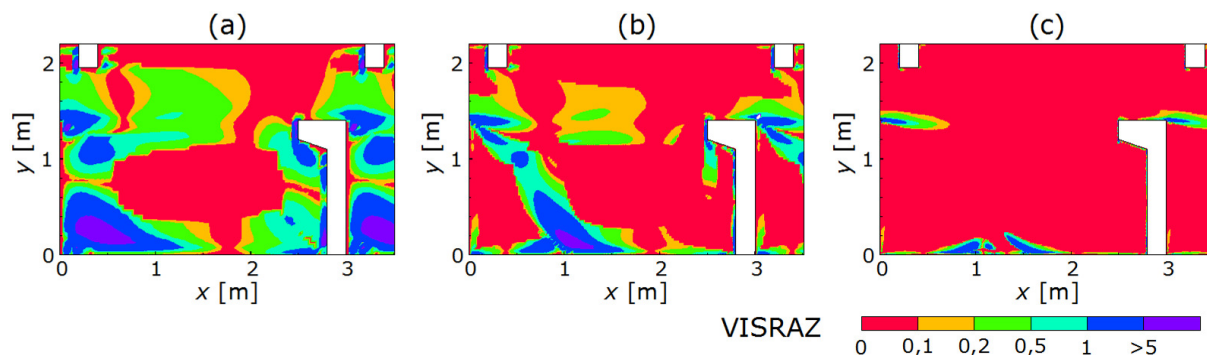 (a) (b) (c)
y [m] 2 1 0 y [m] 2 1 0 y [m] 2 1 0
0 1 2 3 0 1 2 3 0 1 2 3
x [m] x [m] x [m]
VISRAZ
0 0,1 0,2 0,5 1 >5